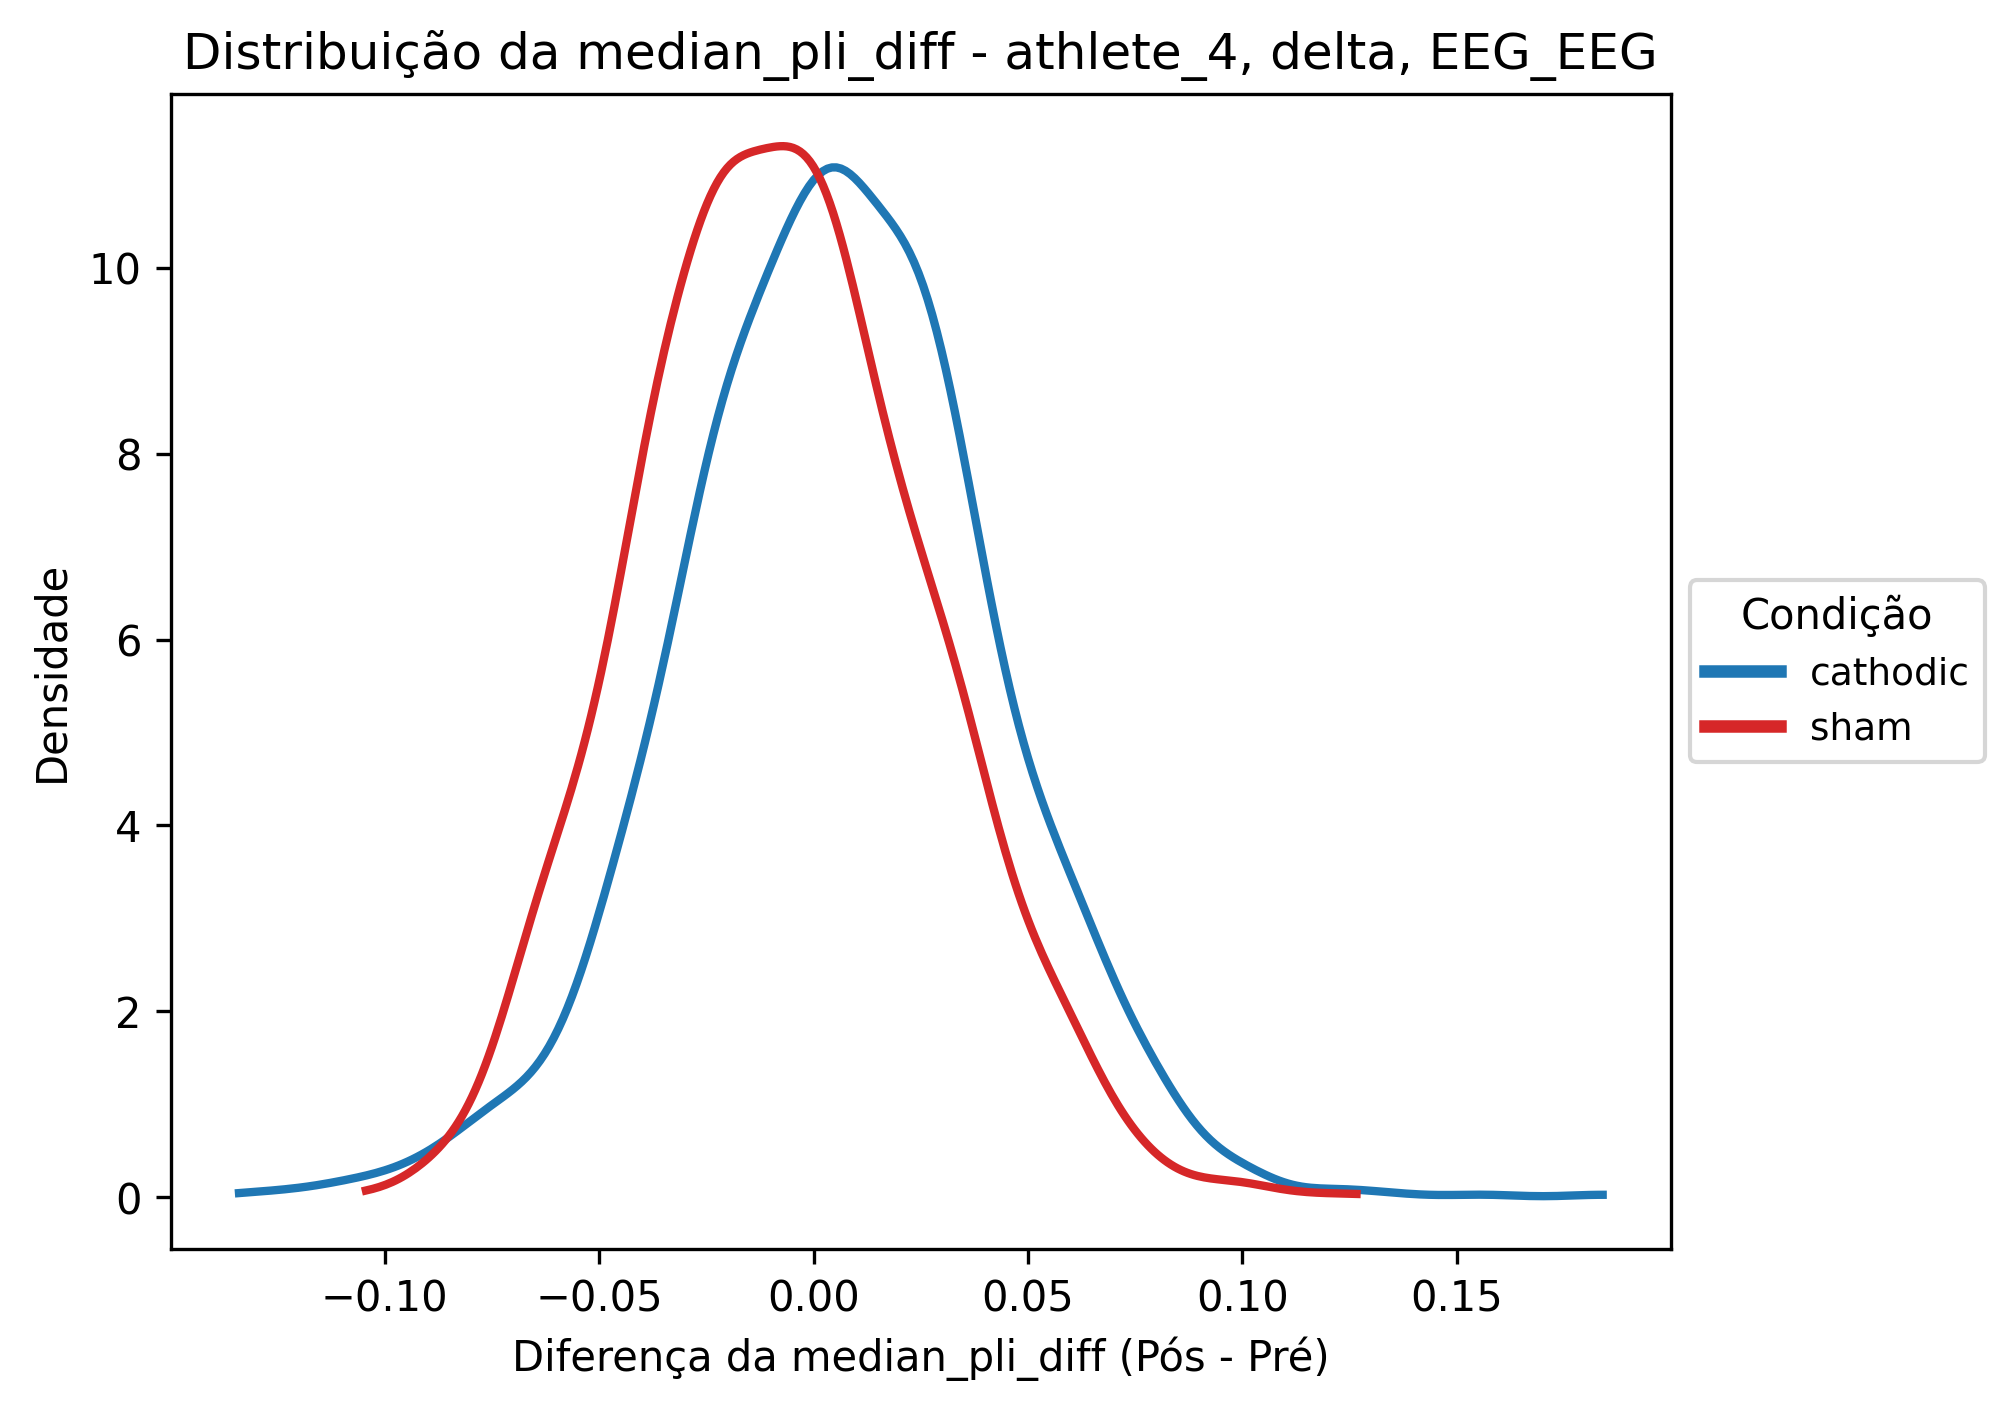 Distribuição da median_pli_diff - athlete_4, delta, EEG_EEG
Densidade
10
8
6
4
2
0
−0.10
−0.05
0.00
0.05
0.10
0.15
Diferença da median_pli_diff (Pós - Pré)
Condição
cathodic
sham